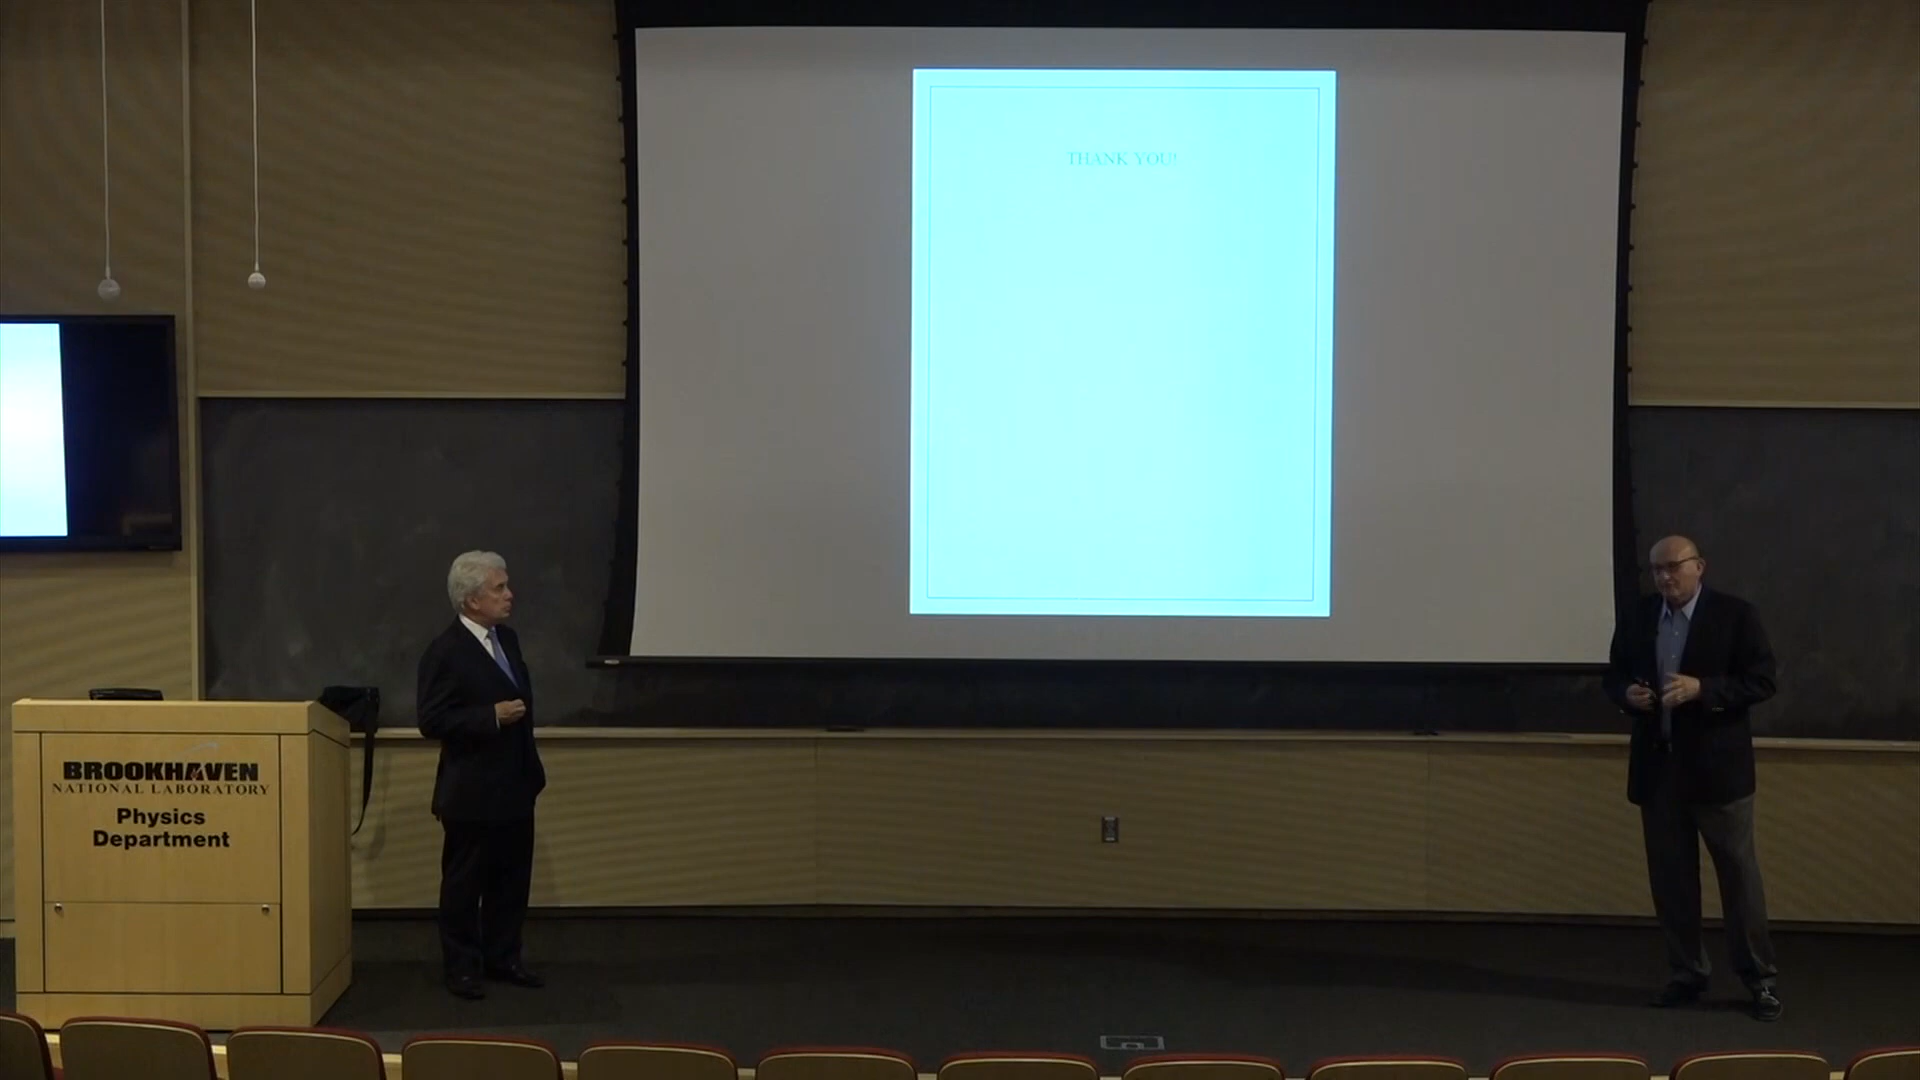 THANK YOU!
BROOKHAVEN
NATIONAL LABORATORY
Physics
Department